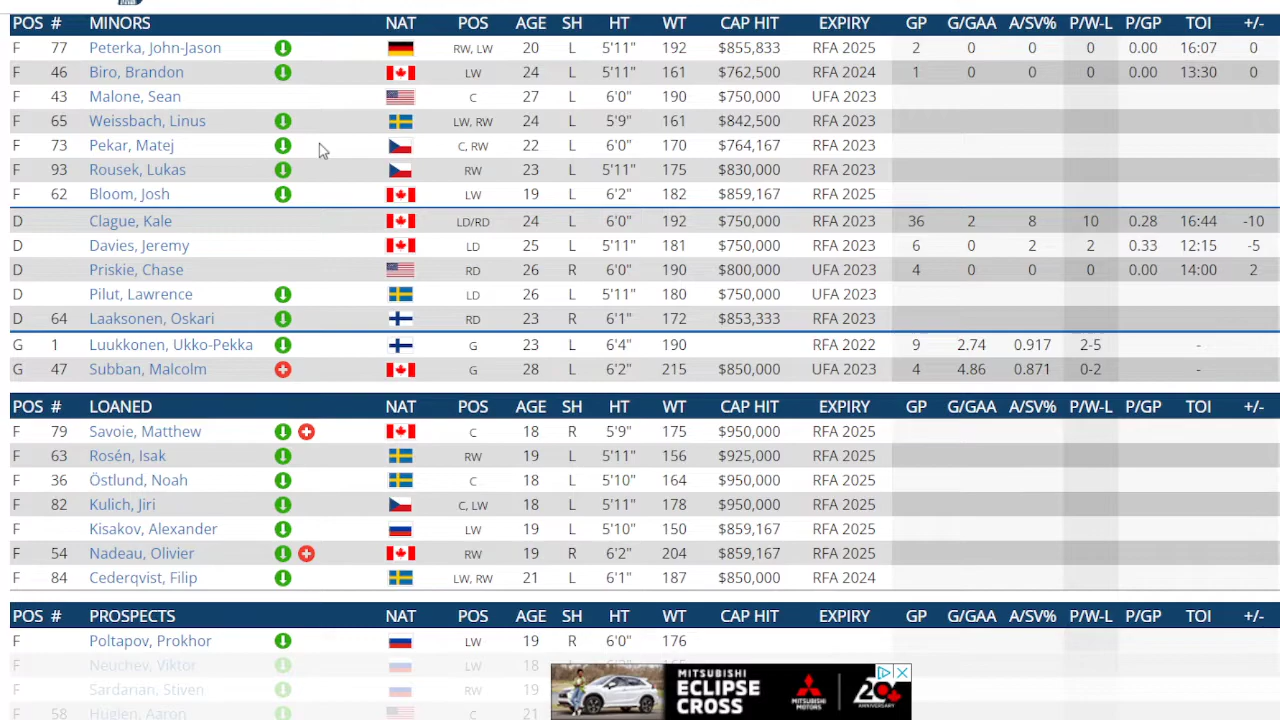 POS # MINORS NAT POS AGE SH HT WT CAP HIT EXPIRY GP G/GAA A/SV% P/W-L P/GP TOI +/-
F 77 Peterka, John-Jason RW, LW 20 L 5'11" 192 $855,833 RFA 2025 2 0 0 0 0.00 16:07 0
F 46 Biro, Brandon LW 24 L 5'11" 161 $762,500 RFA 2024 1 0 0 0 0.00 13:30 0
F 43 Malone, Sean C 27 L 6'0" 190 $775,000 UFA 2023
F 65 Weissbach, Linus LW, RW 24 L 5'9" 161 $842,500 RFA 2023
F 73 Pekar, Matej C, RW 22 L 6'0" 170 $764,167 RFA 2023
F 93 Rousek, Lukas RW 23 L 5'11" 175 $830,000 RFA 2023
F 62 Bloom, Josh LW 19 L 6'2" 182 $859,167 RFA 2025
D Clague, Kale LD/RD 24 L 6'0" 192 $750,000 RFA 2023 36 2 8 10 0.28 16:44 -10
D Davies, Jeremy LD 25 L 5'11" 181 $750,000 RFA 2023 6 0 2 2 0.33 12:15 -5
D Priskie, Chase RD 26 R 6'0" 190 $800,000 UFA 2023 4 0 0 0 0.00 14:00 2
D Pilut, Lawrence LD 26 L 5'11" 180 $750,000 UFA 2023
D 64 Laaksonen, Oskari RD 23 R 6'1" 172 $853,333 RFA 2023
G 1 Luukkonen, Ukko-Pekka G 23 L 6'4" 190 RFA 2022 9 2.74 0.917 -
G 47 Subban, Malcolm G 28 L 6'2" 215 $850,000 UFA 2023 4 4.86 0.871 0-2 -
POS # LOANED NAT POS AGE SH HT WT CAP HIT EXPIRY GP G/GAA A/SV% P/W-L P/GP TOI +/-
F 79 Savoie, Matthew C 18 R 5'9" 175 $950,000 RFA 2025
F 63 Rosén, Isak RW 19 L 5'11" 156 $925,000 RFA 2025
F 36 Östlund, Noah C 18 L 5'10" 164 $950,000 RFA 2025
F 82 Kulich, Jiri C, LW 18 L 5'11" 178 $950,000 RFA 2025
F Kisakov, Alexander LW 19 L 5'10" 150 $859,167 RFA 2025
F 54 Nadeau, Olivier RW 19 R 6'2" 204 $859,167 RFA 2025
F 84 Cederqvist, Filip LW, RW 21 L 6'1" 187 $850,000 RFA 2024
POS # PROSPECTS NAT POS AGE SH HT WT CAP HIT EXPIRY GP G/GAA A/SV% P/W-L P/GP TOI +/-
F Poltapov, Prokhor LW 19 L 6'0" 176
F Neuchev, Viktor LW 18 L
F RW L
F 58 C 21
MITSUBISHI
ECLIPSE
CROSS
MITSUBISHI
MOTORS
20
ANNIVERSARY